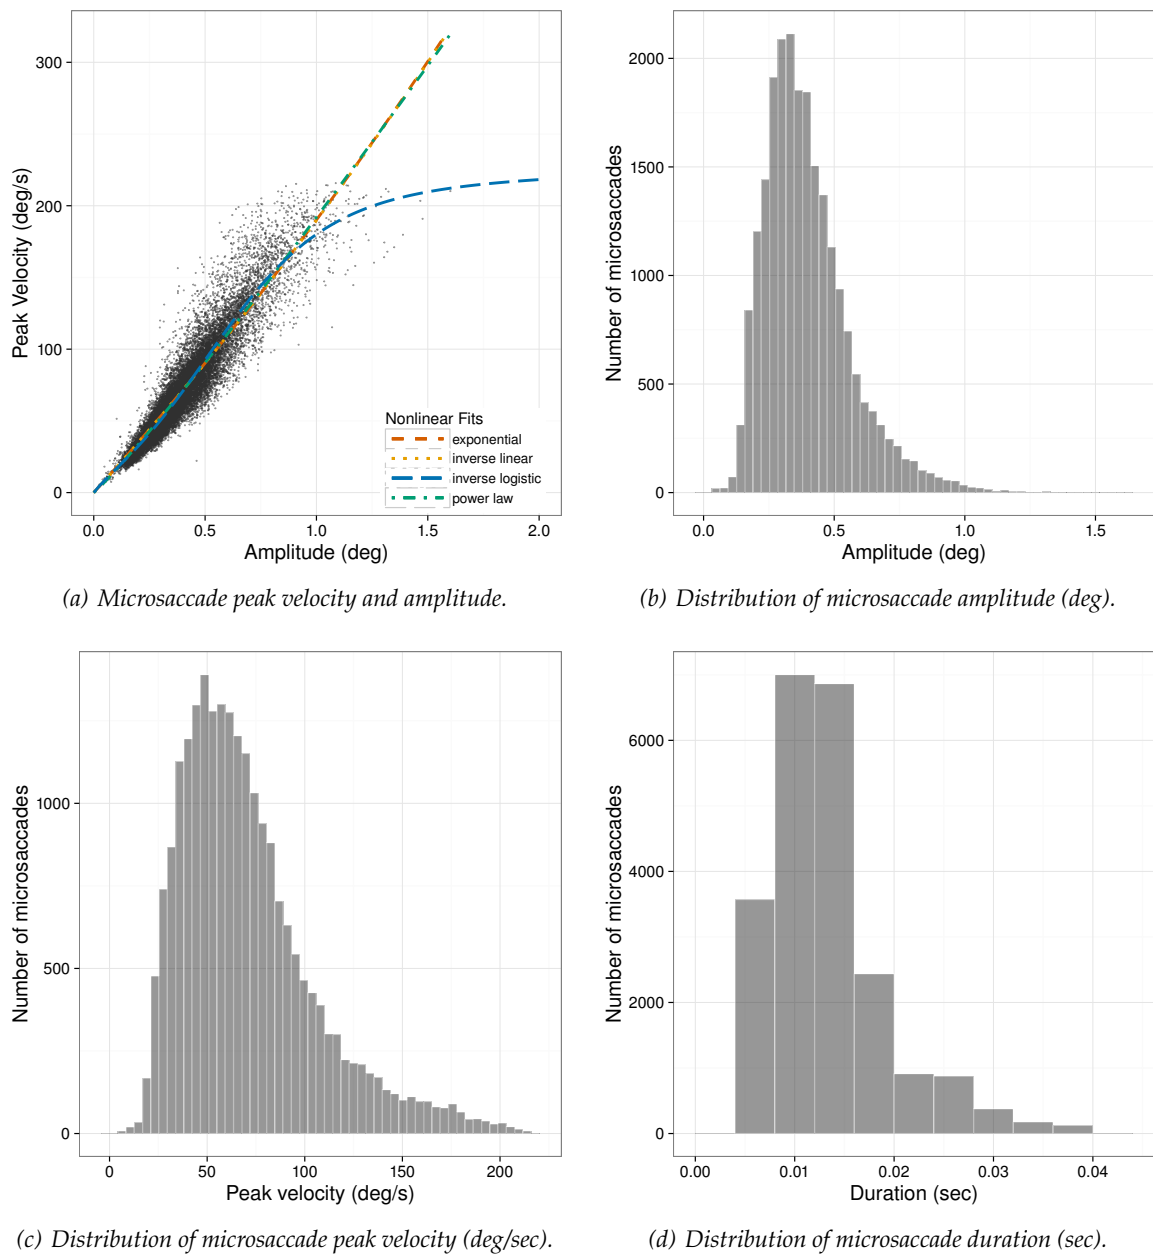 300
200
100
0
Peak Velocity (deg/s)
0.0 0.5 1.0 1.5 2.0
Amplitude (deg)
Nonlinear Fits
exponential
inverse linear
inverse logistic
power law
(a) Microsaccade peak velocity and amplitude.
2000
1500
1000
500
0
Number of microsaccades
0.0 0.5 1.0 1.5
Amplitude (deg)
(b) Distribution of microsaccade amplitude (deg).
1000
500
0
Number of microsaccades
0 50 100 150 200
Peak velocity (deg/s)
(c) Distribution of microsaccade peak velocity (deg/sec).
6000
4000
2000
0
Number of microsaccades
0.00 0.01 0.02 0.03 0.04
Duration (sec)
(d) Distribution of microsaccade duration (sec).